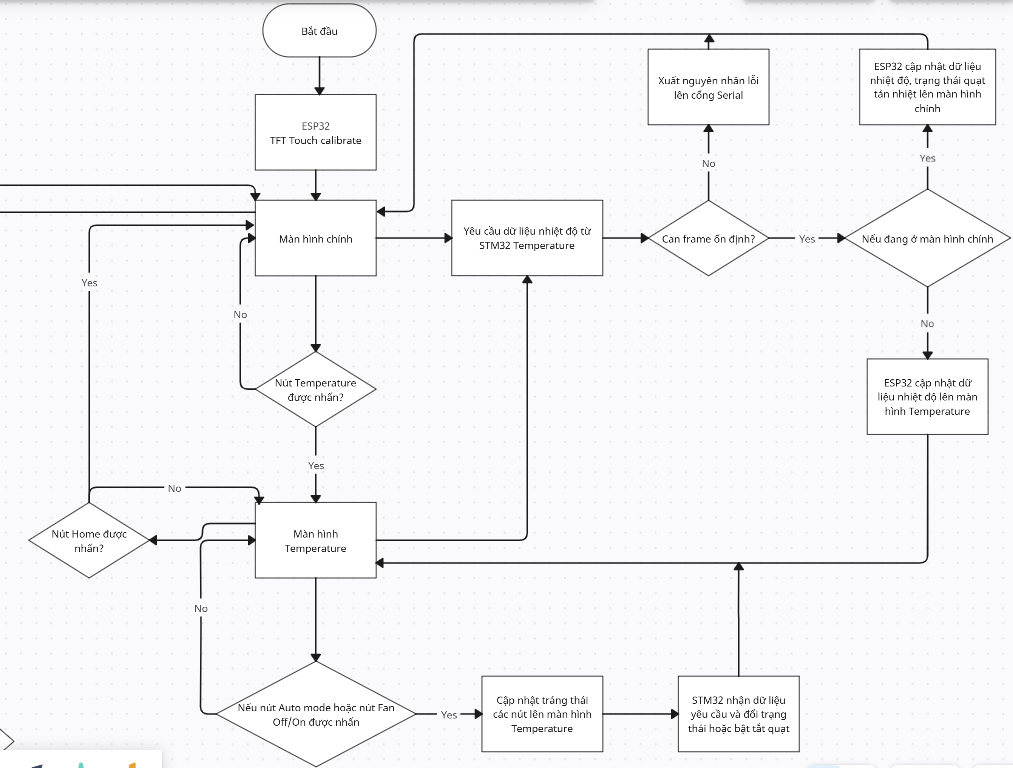 Bắt đầu
ESP32
TFT Touch calibrate
Màn hình chính
Yêu cầu dữ liệu nhiệt độ từ
STM32 Temperature
Can frame ổn định?
No
Xuất nguyên nhân lỗi
lên cổng Serial
Yes
Nếu đang ở màn hình chính
Yes
ESP32 cập nhật dữ liệu
nhiệt độ, trạng thái quạt
tản nhiệt lên màn hình
chính
No
ESP32 cập nhật dữ
liệu nhiệt độ lên màn
hình Temperature
No
Nút Temperature
được nhấn?
Yes
Màn hình
Temperature
Yes
No
Nút Home được
nhấn?
No
Nếu nút Auto mode hoặc nút Fan
Off/On được nhấn
Yes
Cập nhật trảng thái
các nút lên màn hình
Temperature
STM32 nhận dữ liệu
yêu cầu và đổi trạng
thái hoặc bật tắt quạt